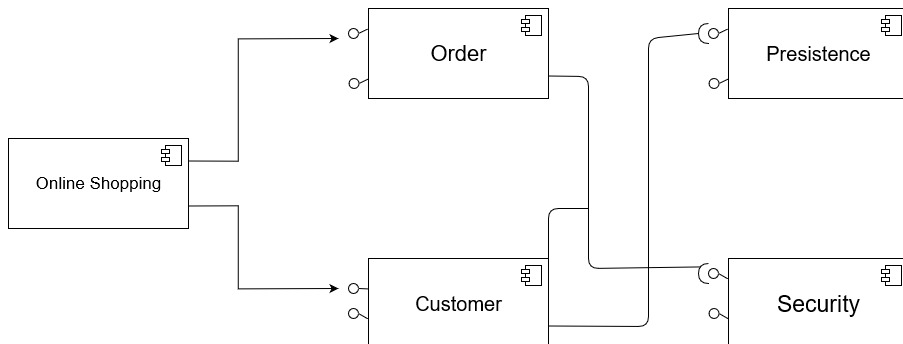 Order
Presistence
Online Shopping
Customer
Security